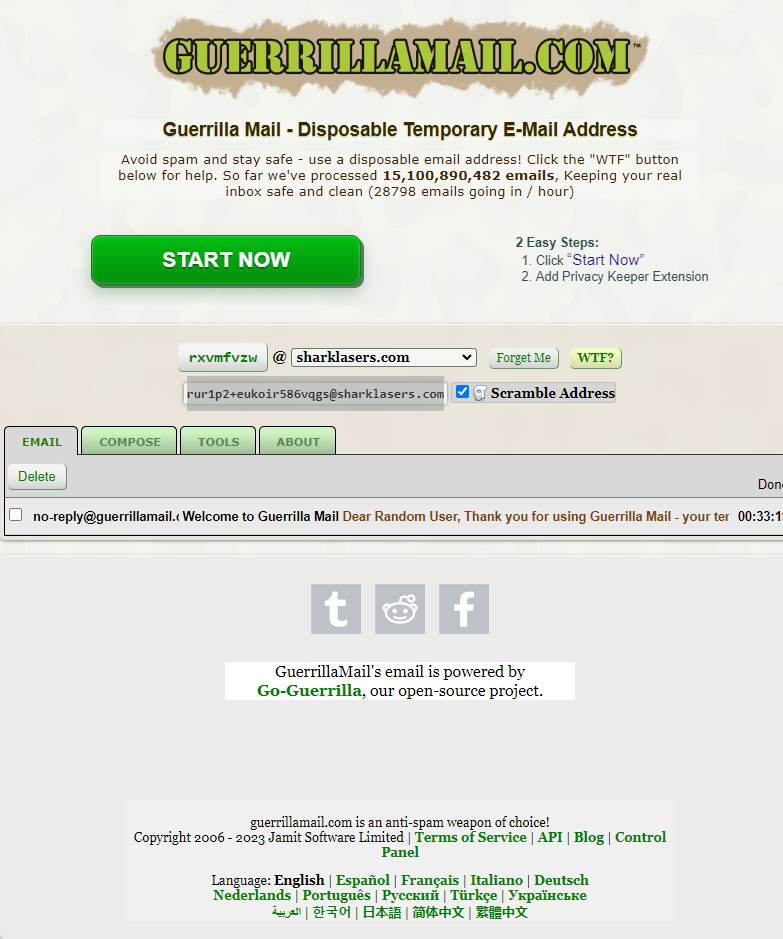 GUERRILLAMAIL.COM™
Guerrilla Mail - Disposable Temporary E-Mail Address
Avoid spam and stay safe - use a disposable email address! Click the "WTF" button
below for help. So far we've processed 15,100,890,482 emails, Keeping your real
inbox safe and clean (28798 emails going in / hour)
START NOW
2 Easy Steps:
1. Click “Start Now”
2. Add Privacy Keeper Extension
rxvmfvzw @ sharklasers.com Forget Me WTF?
rur1p2+eukoir586vqgs@sharklasers.com Scramble Address
EMAIL COMPOSE TOOLS ABOUT
Delete
Done
no-reply@guerrillamail.c Welcome to Guerrilla Mail Dear Random User, Thank you for using Guerrilla Mail - your ter 00:33:19
GuerrillaMail's email is powered by
Go-Guerrilla, our open-source project.
guerrillamail.com is an anti-spam weapon of choice!
Copyright 2006 - 2023 Jamit Software Limited | Terms of Service | API | Blog | Control
Panel
Language: English | Español | Français | Italiano | Deutsch
Nederlands | Português | Русский | Türkçe | Українське
العربية | 한국어 | 日本語 | 简体中文 | 繁體中文